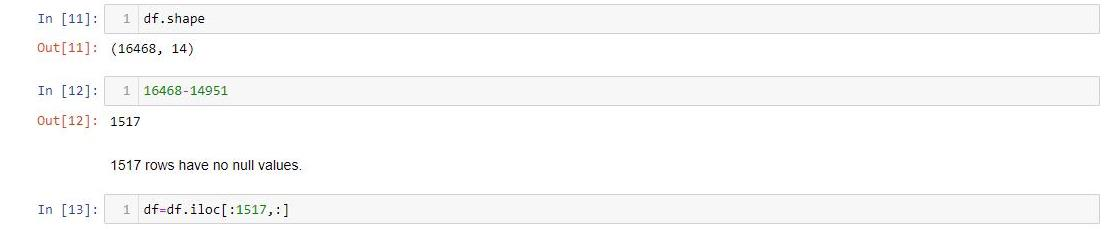 In [11]: 1 df.shape
Out[11]: (16468, 14)
In [12]: 1 16468-14951
Out[12]: 1517
1517 rows have no null values.
In [13]: 1 df=df.iloc[:1517,:]